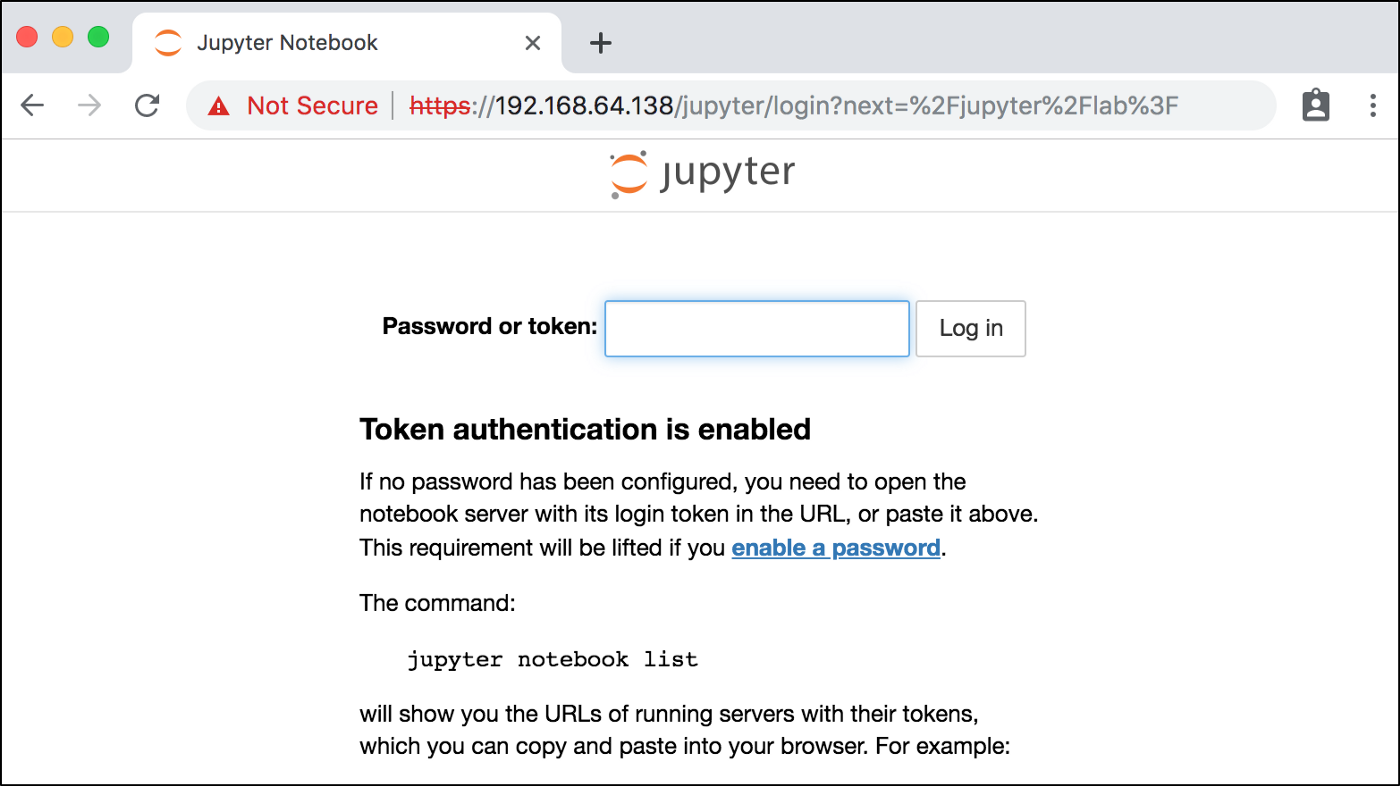 Jupyter Notebook
Not Secure | https://192.168.64.138/jupyter/login?next=%2Fjupyter%2Flab%3F
jupyter
Password or token:
Log in
Token authentication is enabled
If no password has been configured, you need to open the
notebook server with its login token in the URL, or paste it above.
This requirement will be lifted if you enable a password.
The command:
jupyter notebook list
will show you the URLs of running servers with their tokens,
which you can copy and paste into your browser. For example: